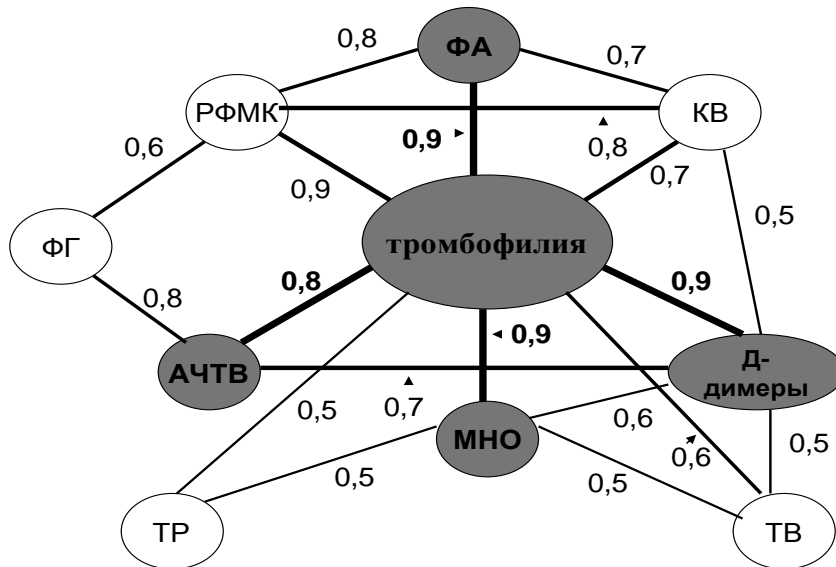 ФА
0,8
0,7
РФМК
КВ
0,9
0,8
0,6
0,9
0,7
ФГ
тромбофилия
0,5
0,8
0,8
0,9
0,9
АЧТВ
Д-
димеры
0,5
0,7
МНО
0,6
0,6
0,5
0,5
0,5
ТР
ТВ